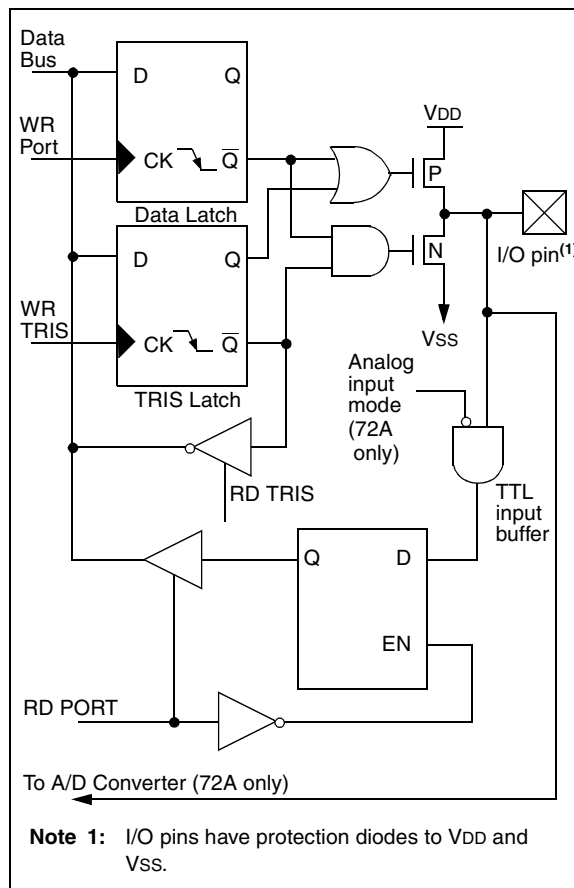 Data
Bus
D
Q
VDD
WR
Port
CK
Q
P
Data Latch
N
I/O pin(1)
D
Q
WR
TRIS
CK
Q
VSS
TRIS Latch
Analog
input
mode
(72A
only)
RD TRIS
TTL
input
buffer
Q
D
EN
RD PORT
To A/D Converter (72A only)
Note 1: I/O pins have protection diodes to VDD and
VSS.